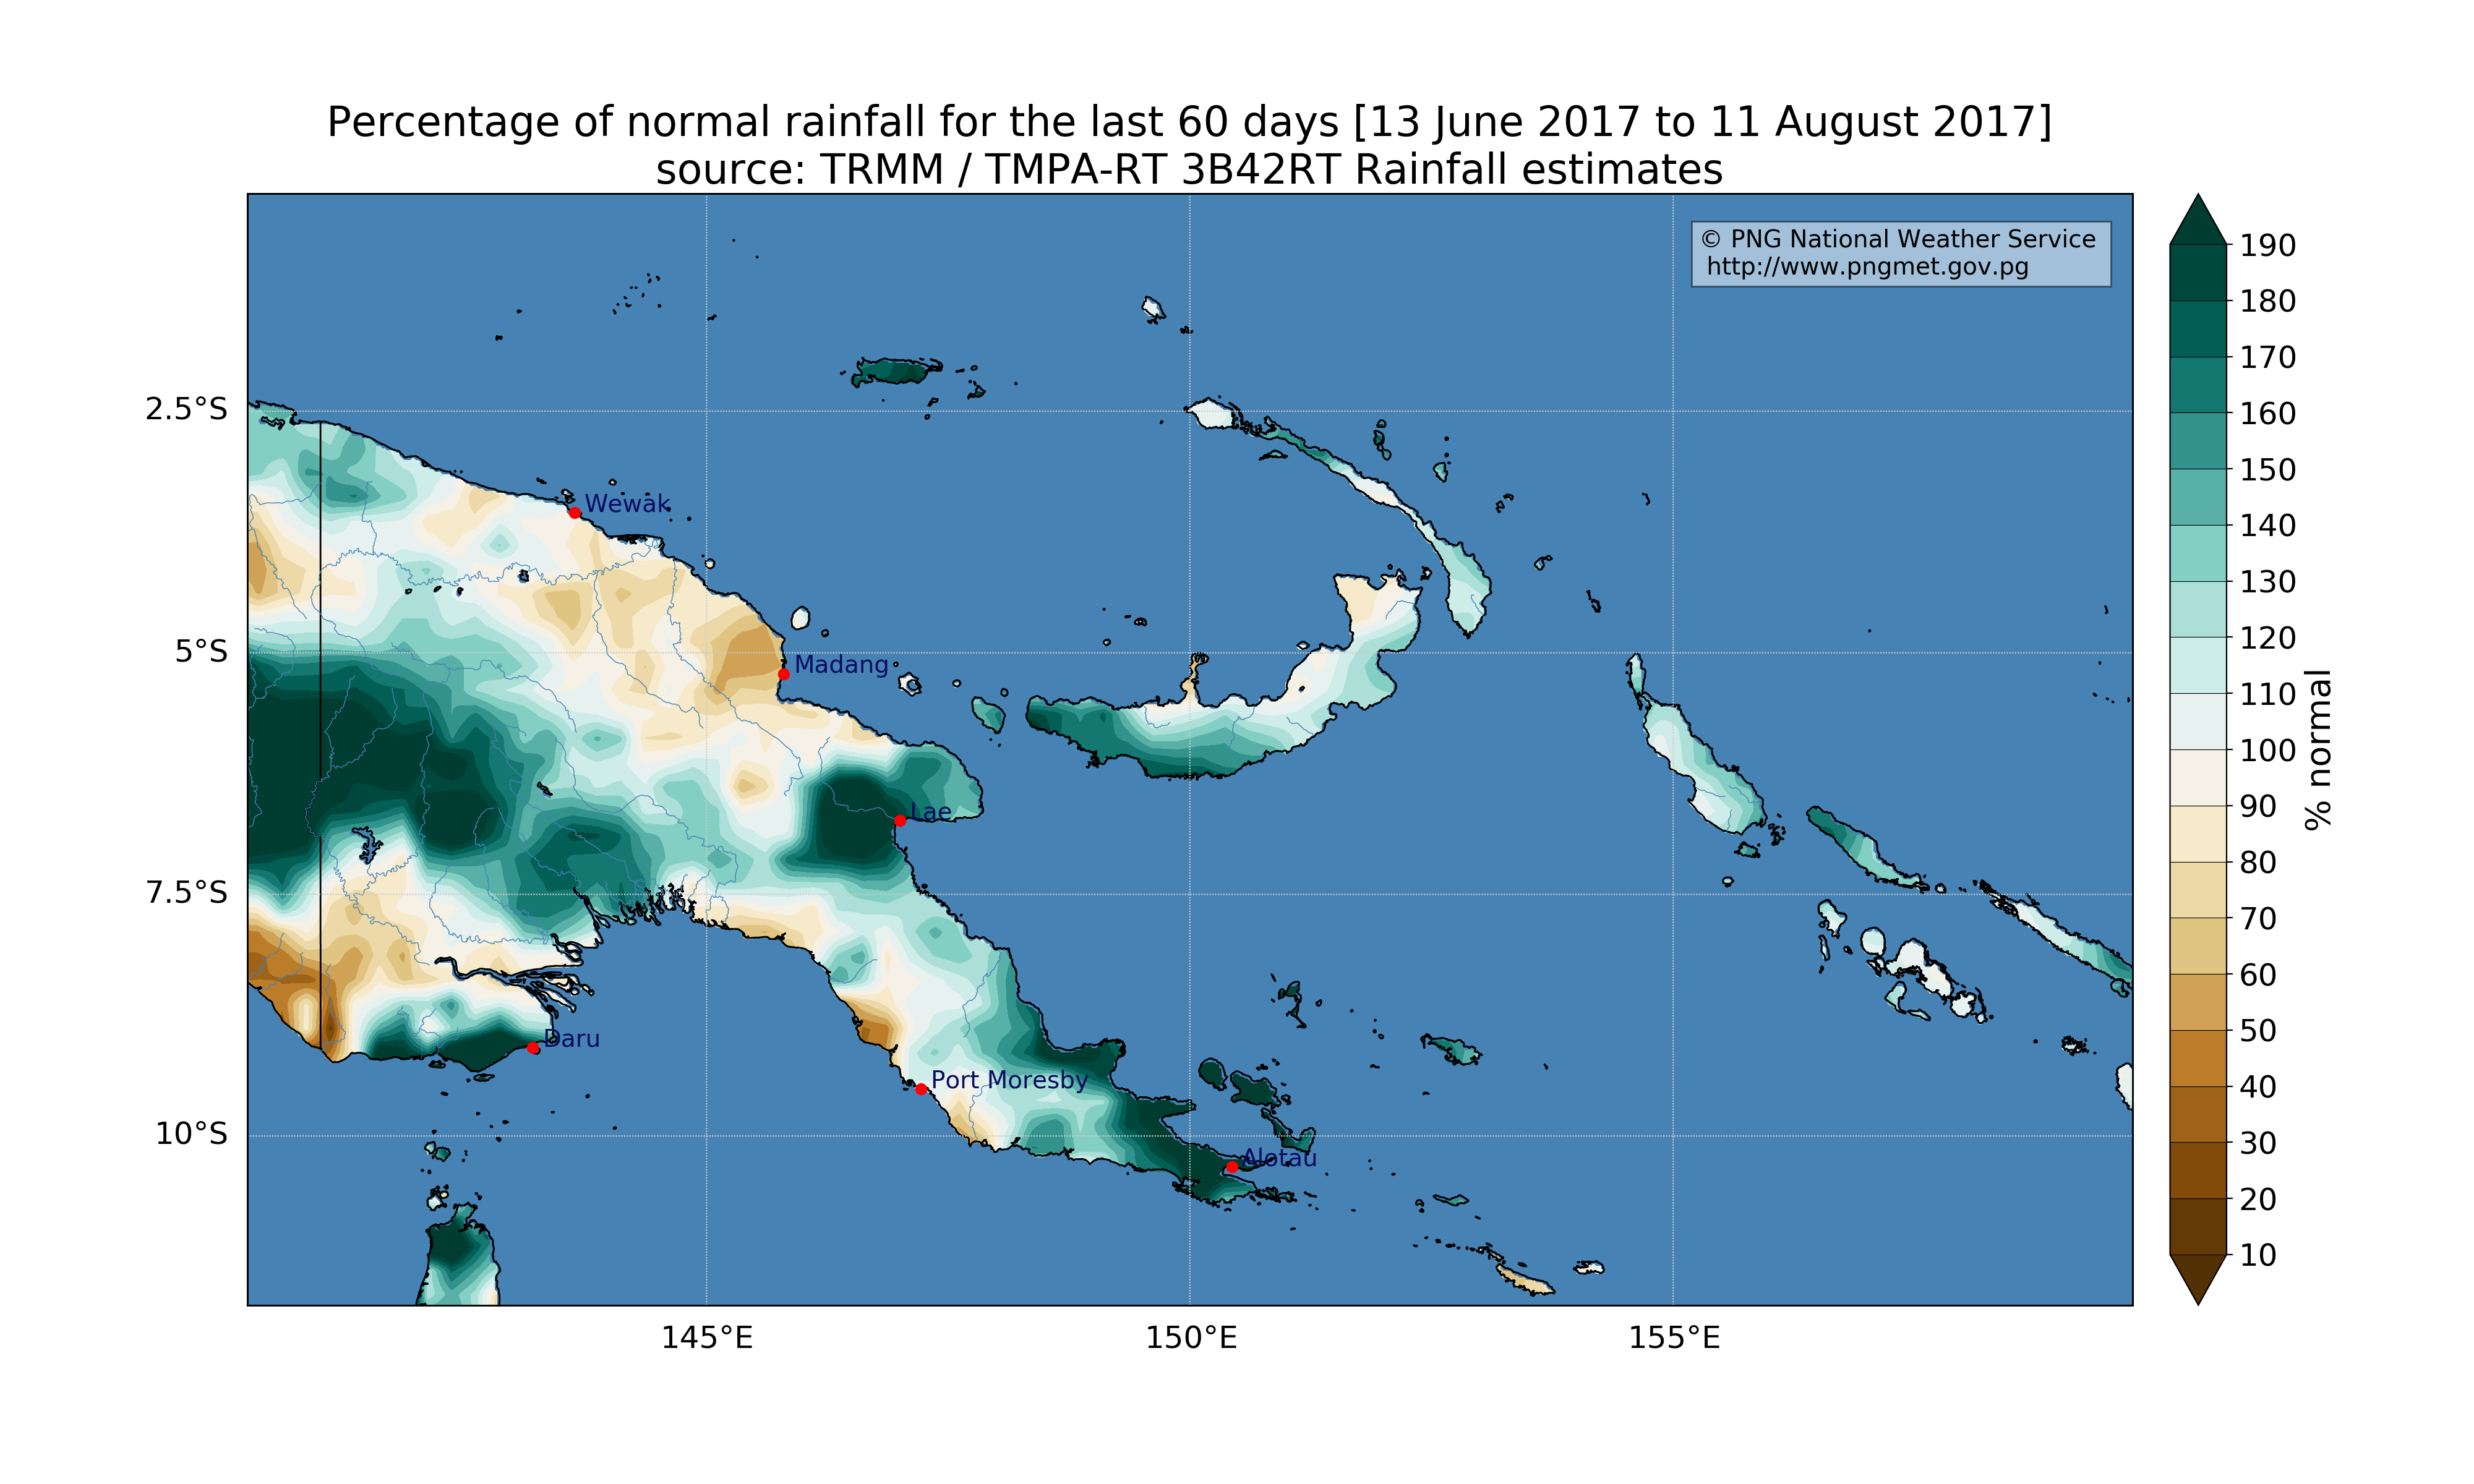 Percentage of normal rainfall for the last 60 days [13 June 2017 to 11 August 2017]
source: TRMM / TMPA-RT 3B42RT Rainfall estimates
© PNG National Weather Service
http://www.pngmet.gov.pg
2.5°S
5°S
7.5°S
10°S
Wewak
Madang
Lae
Daru
Port Moresby
Alotau
145°E
150°E
155°E
190
180
170
160
150
140
130
120
110
100
90
80
70
60
50
40
30
20
10
% normal